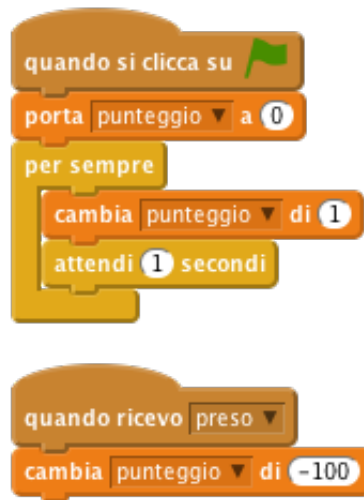 quando si clicca su
porta punteggio a 0
per sempre
cambia punteggio di 1
attendi 1 secondi
quando ricevo preso
cambia punteggio di -100